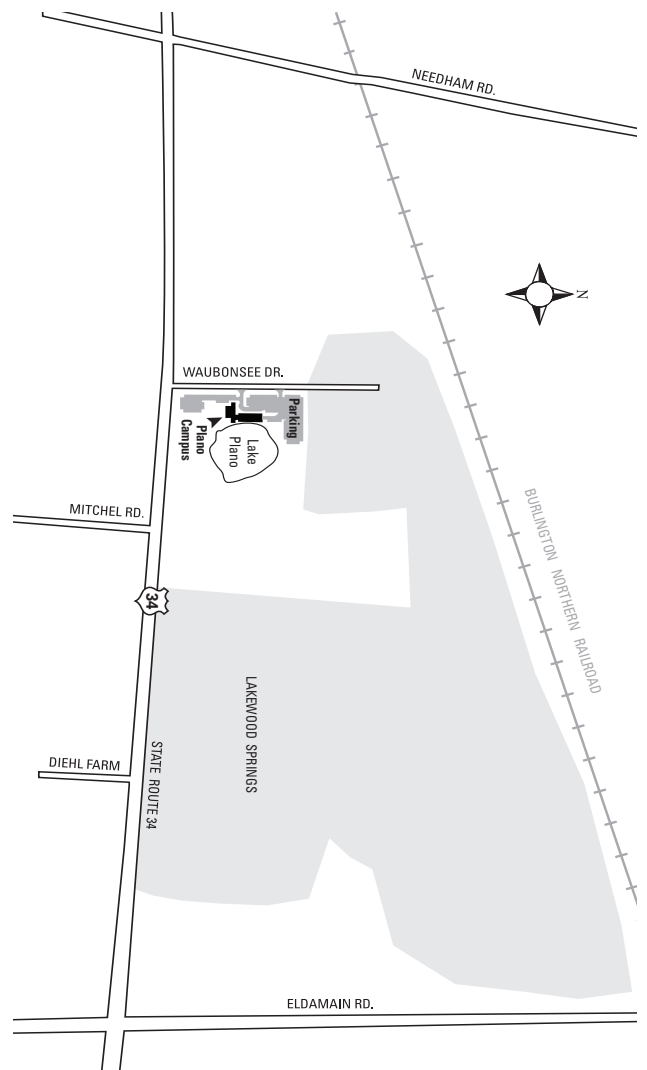 NEEDHAM RD.
N
WAUBONSEE DR.
Parking
Plano
Campus
Lake
Plano
MITCHEL RD.
BURLINGTON NORTHERN RAILROAD
34
LAKEWOOD SPRINGS
STATE ROUTE 34
DIEHL FARM
ELDAMAIN RD.